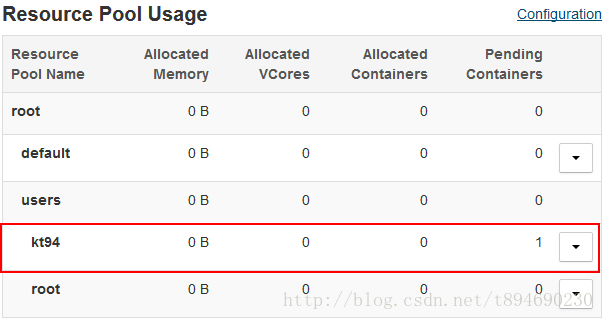 Resource Pool Usage Configuration
Resource Pool Name Allocated Memory Allocated VCores Allocated Containers Pending Containers
root 0 B 0 0 0
default 0 B 0 0 0
users 0 B 0 0 0
kt94 0 B 0 0 1
root 0 B 0 0 0
http://blog.csdn.net/t894690230